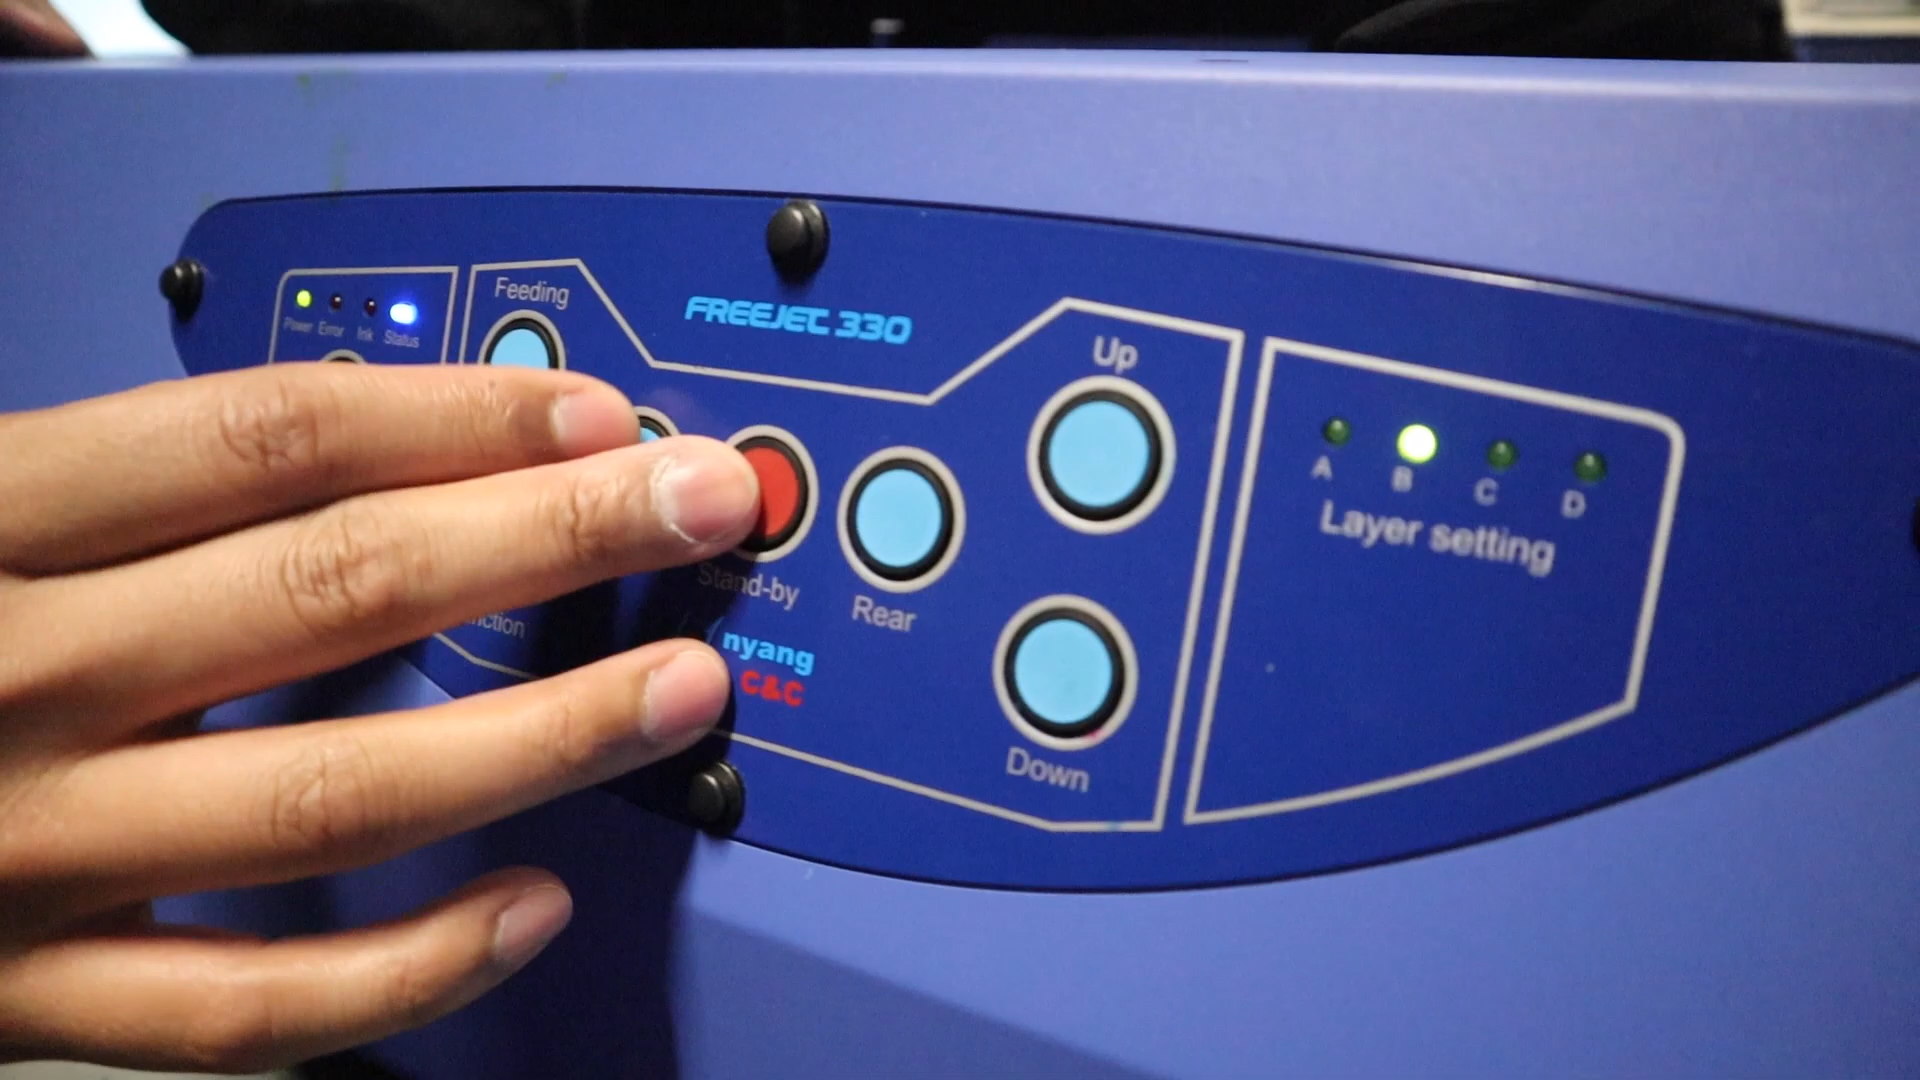 Feeding
FREEJET 330
Power Error Ink Status
Up
A B C D
Layer setting
Stand-by
Rear
nction
nyang
C&C
Down